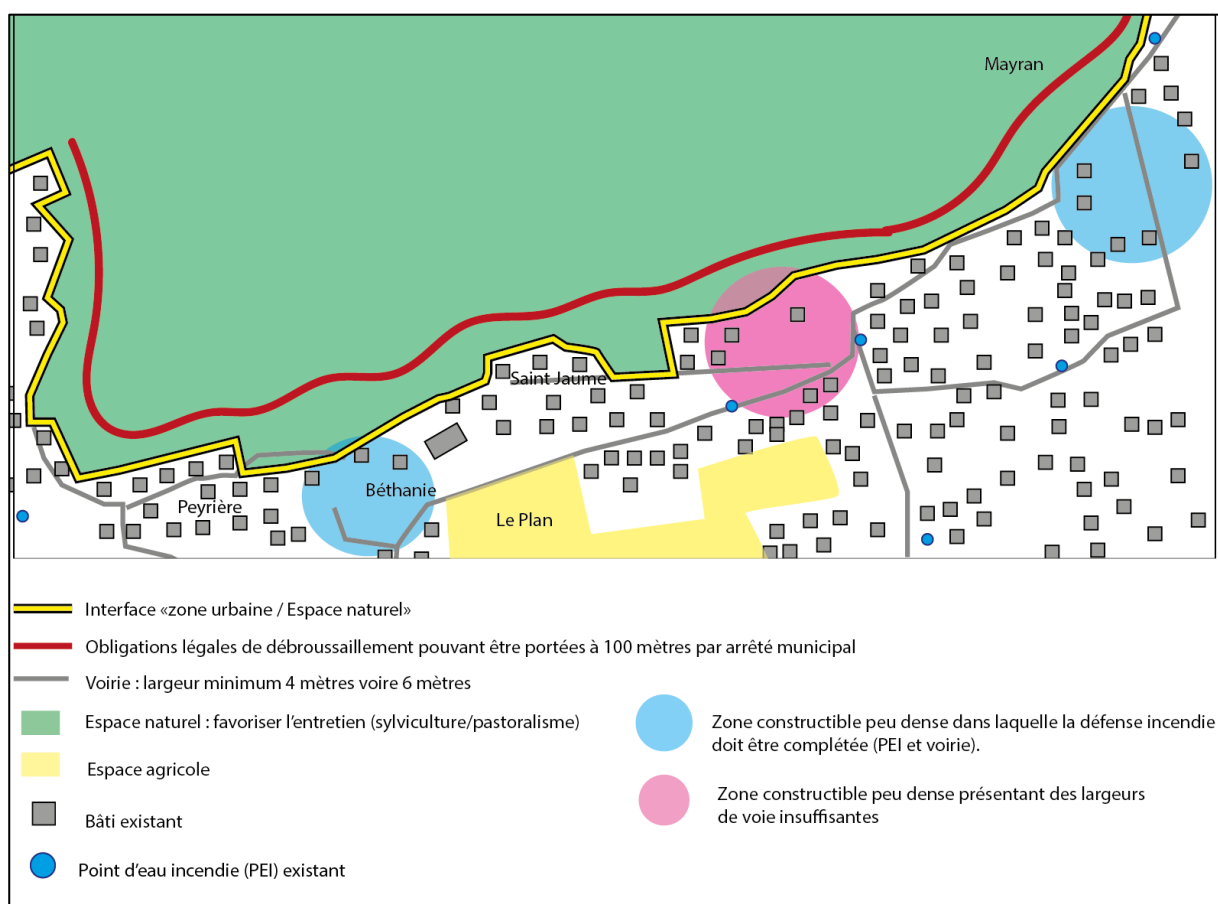 Mayran
Saint Jaume
Béthanie
Peyrière
Le Plan
Interface «zone urbaine / Espace naturel»
Obligations légales de débroussaillement pouvant être portées à 100 mètres par arrêté municipal
Voirie : largeur minimum 4 mètres voire 6 mètres
Espace naturel : favoriser l'entretien (sylviculture/pastoralisme)
Espace agricole
Bâti existant
Point d'eau incendie (PEI) existant
Zone constructible peu dense dans laquelle la défense incendie
doit être complétée (PEI et voirie).
Zone constructible peu dense présentant des largeurs
de voie insuffisantes